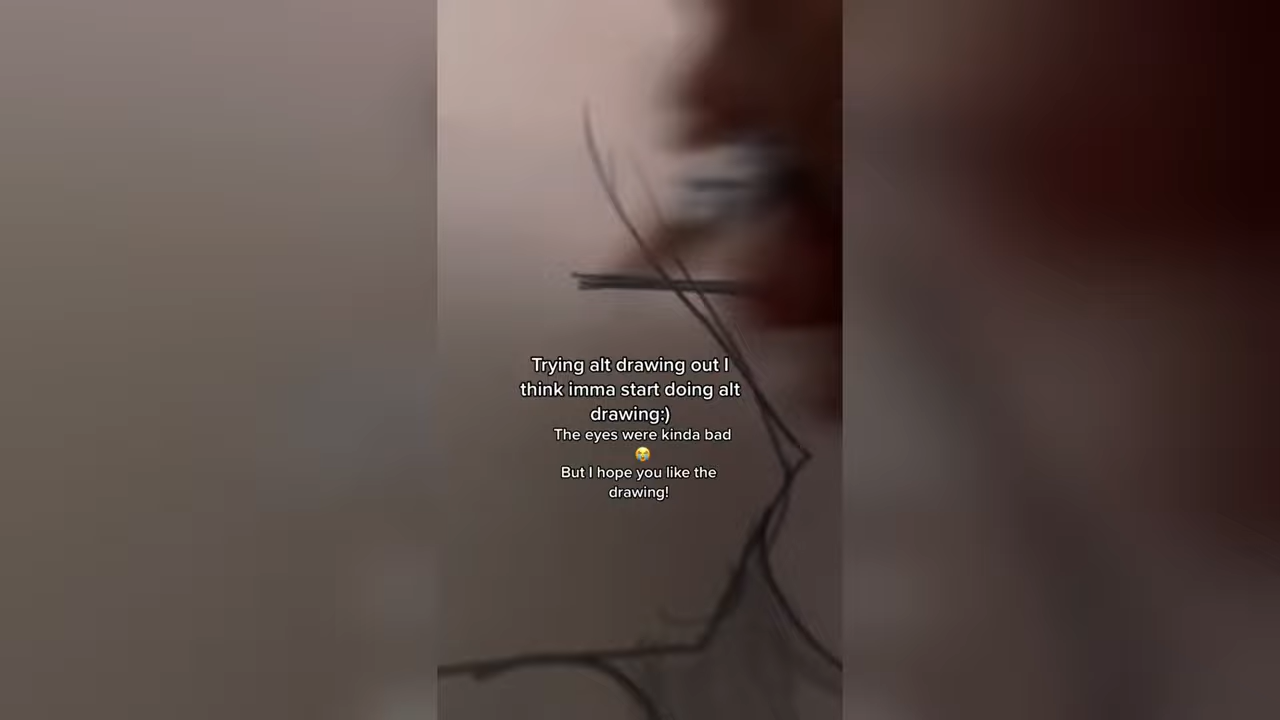 Trying alt drawing out I
think imma start doing alt
drawing:)
The eyes were kinda bad
😭
But I hope you like the
drawing!